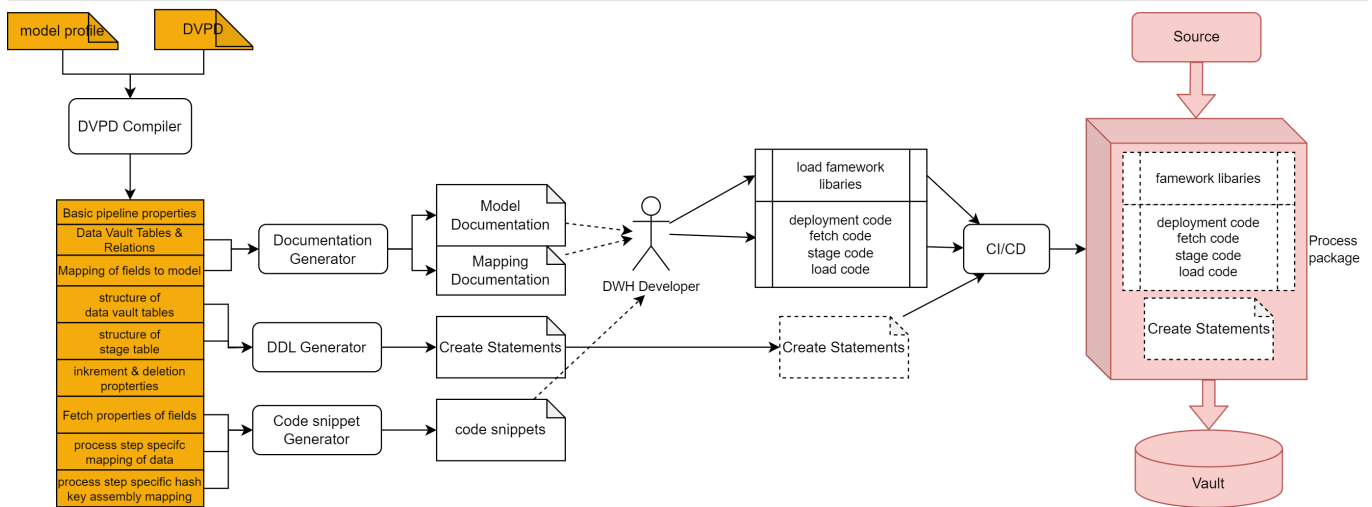 model profile
DVPD
DVPD Compiler
Basic pipeline properties
Data Vault Tables &
Relations
Mapping of fields to model
structure of
data vault tables
structure of
stage table
inkrement & deletion
proptertes
Fetch properties of fields
process step specifc
mapping of data
process step specific hash
key assembly mapping
Documentation
Generator
DDL Generator
Code snippet
Generator
Model
Documentation
Mapping
Documentation
Create Statements
code snippets
DWH Developer
load famework
libaries
deployment code
fetch code
stage code
load code
Create Statements
CI/CD
Source
famework libaries
deployment code
fetch code
stage code
load code
Create Statements
Process
package
Vault